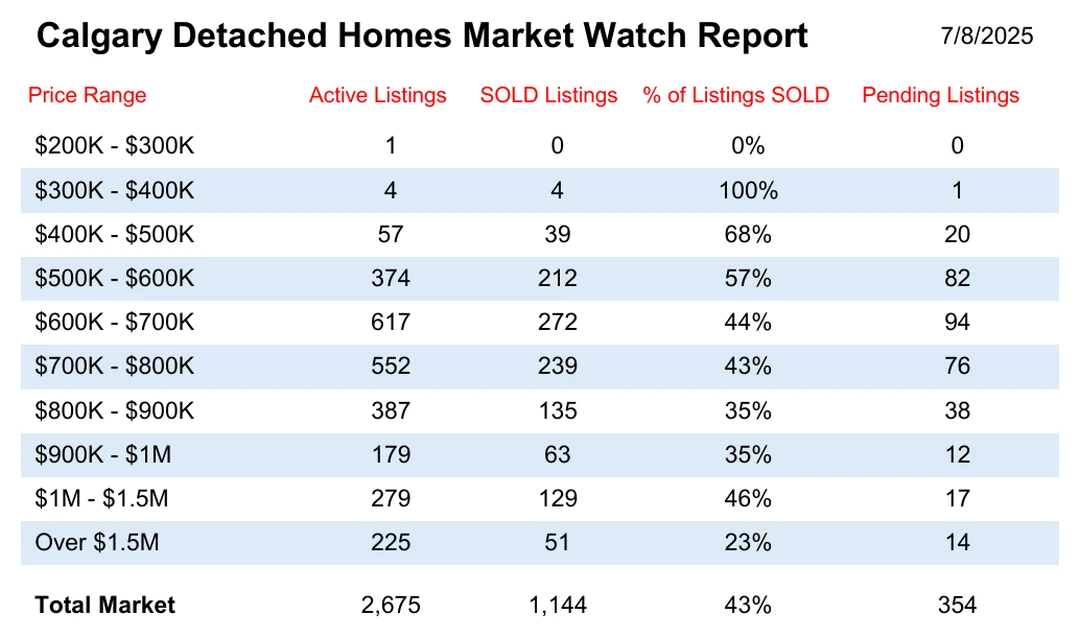 Calgary Detached Homes Market Watch Report 7/8/2025
Price Range Active Listings SOLD Listings % of Listings SOLD Pending Listings
$200K - $300K 1 0 0% 0
$300K - $400K 4 4 100% 1
$400K - $500K 57 39 68% 20
$500K - $600K 374 212 57% 82
$600K - $700K 617 272 44% 94
$700K - $800K 552 239 43% 76
$800K - $900K 387 135 35% 38
$900K - $1M 179 63 35% 12
$1M - $1.5M 279 129 46% 17
Over $1.5M 225 51 23% 14
Total Market 2,675 1,144 43% 354